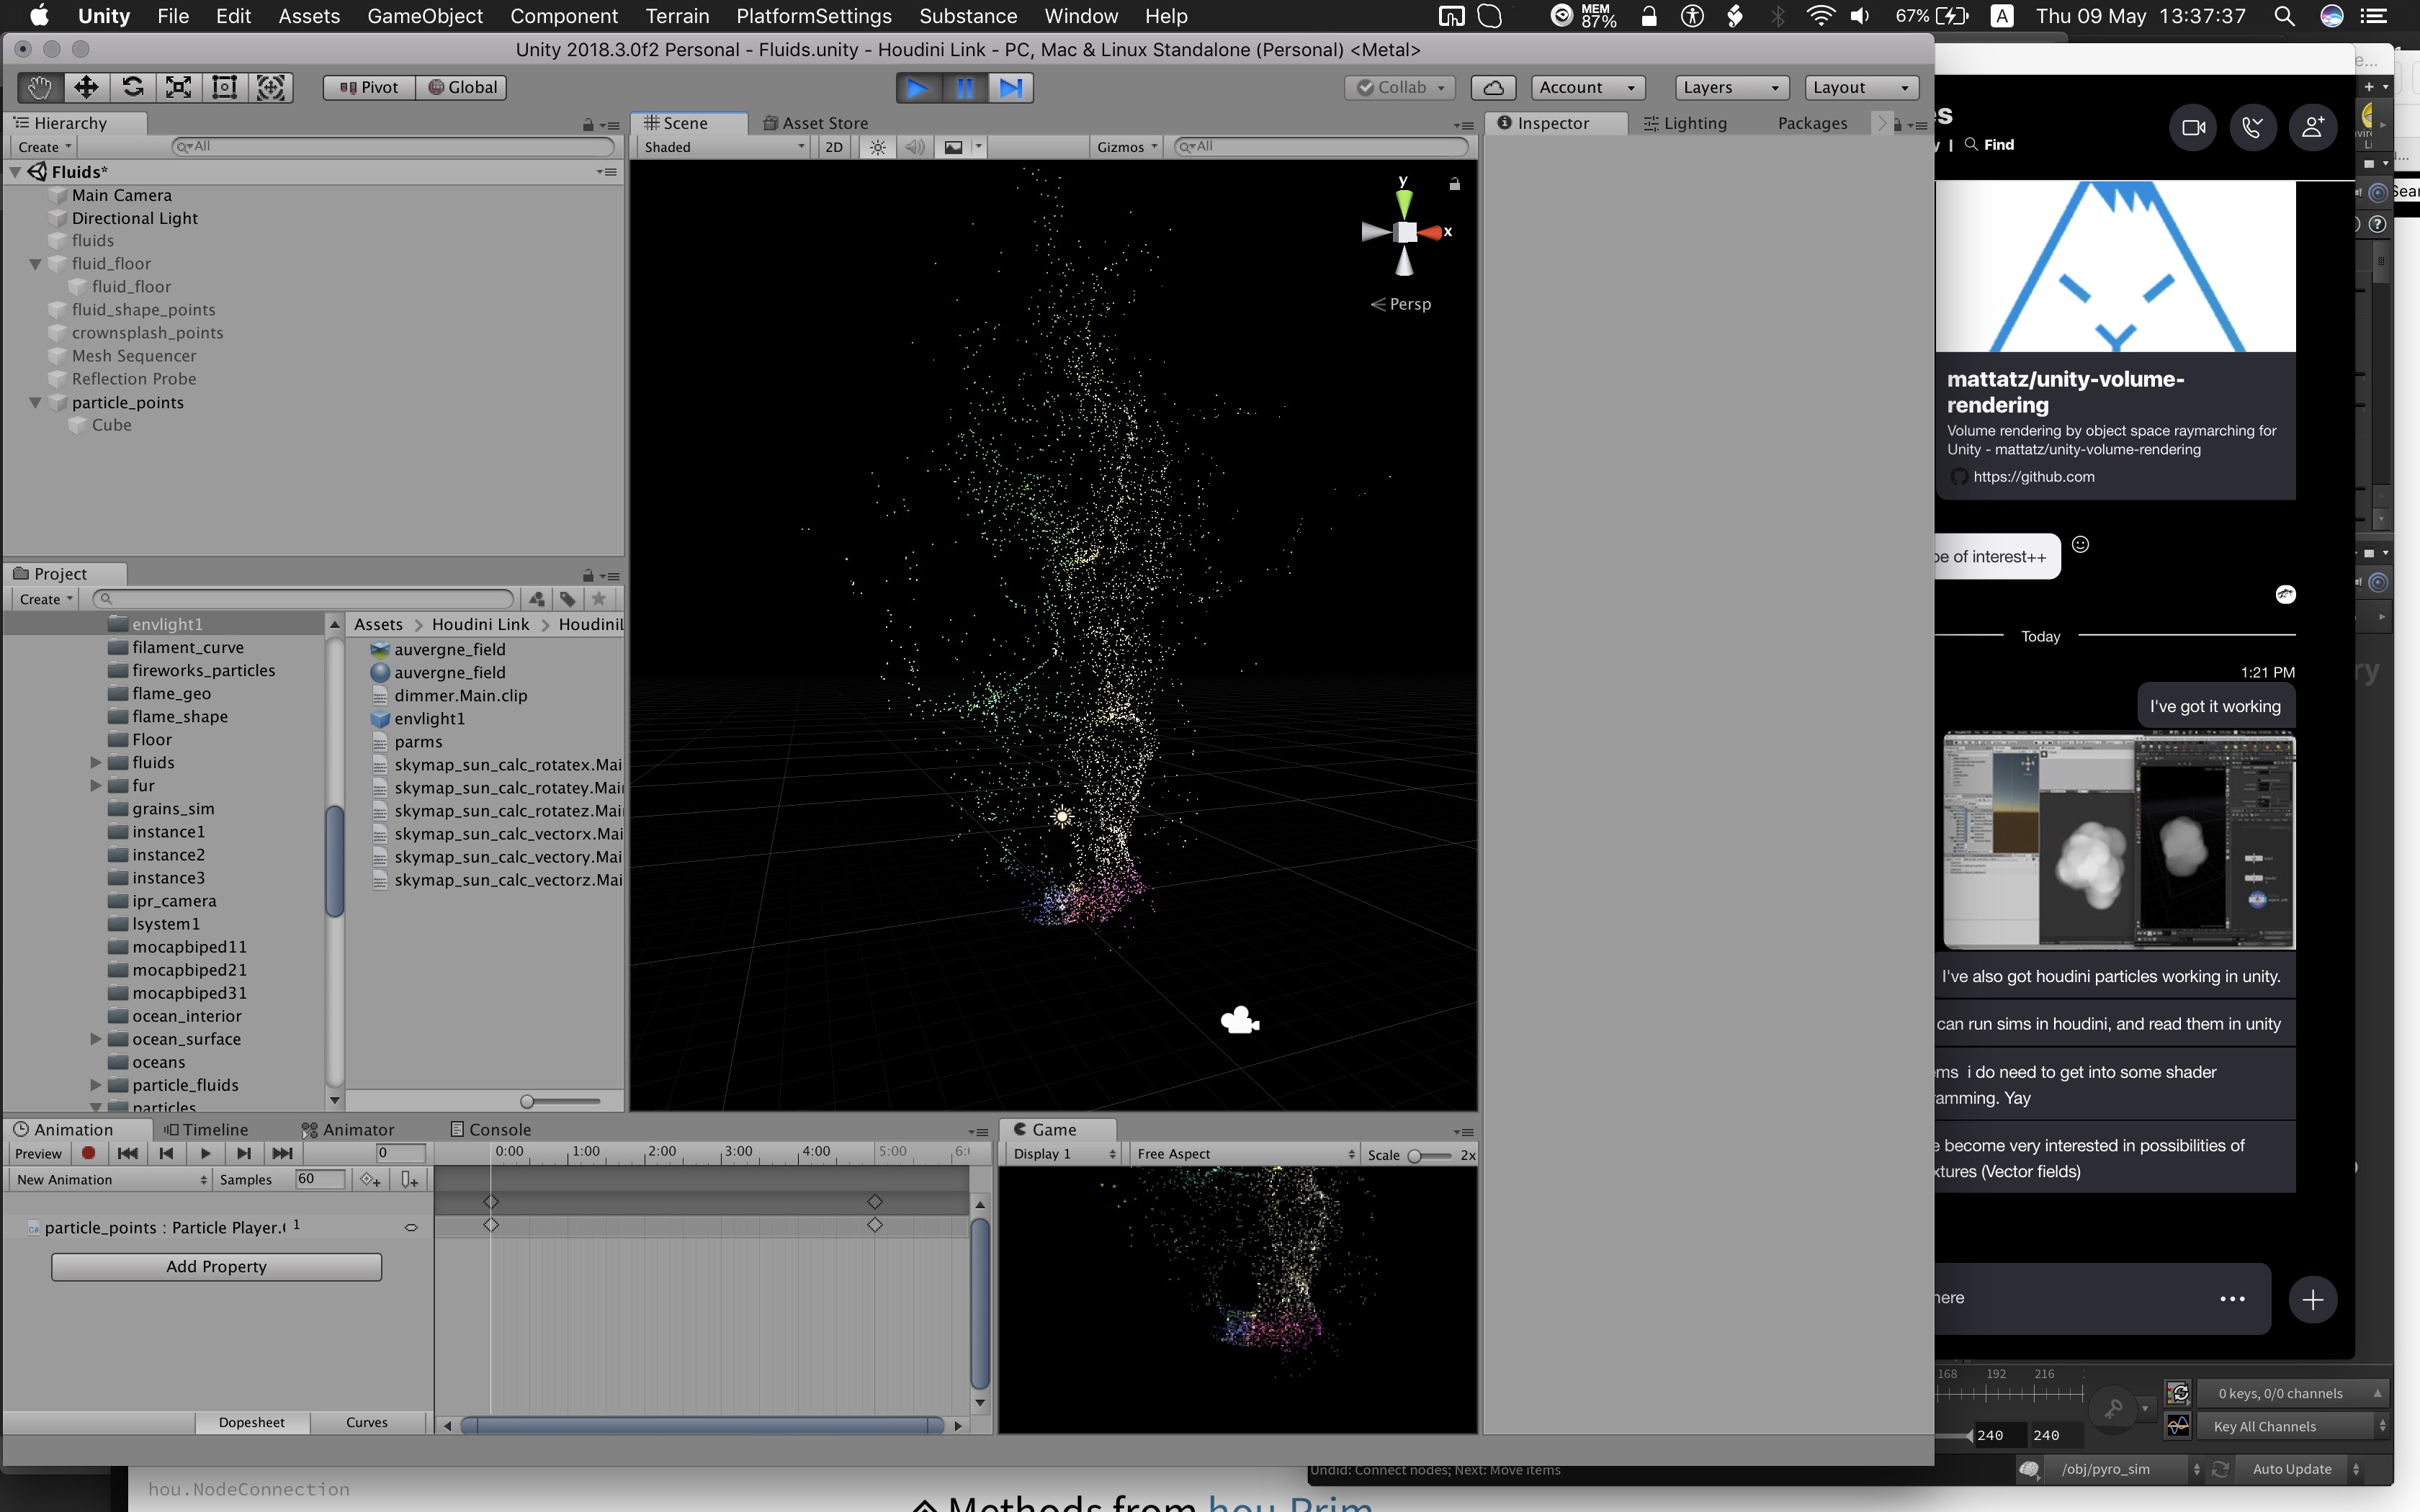 Unity File Edit Assets GameObject Component Terrain PlatformSettings Substance Window Help
MEM 87% 67% A Thu 09 May 13:37:37
Unity 2018.3.0f2 Personal - Fluids.unity - Houdini Link - PC, Mac & Linux Standalone (Personal) <Metal>
Pivot Global Collab Account Layers Layout
Hierarchy
Create All
Fluids*
Main Camera
Directional Light
fluids
fluid_floor
fluid_floor
fluid_shape_points
crownsplash_points
Mesh Sequencer
Reflection Probe
particle_points
Cube
Scene Asset Store
Shaded 2D Gizmos All
y
x
Persp
Inspector Lighting Packages
Project
Create
envlight1
filament_curve
fireworks_particles
flame_geo
flame_shape
Floor
fluids
fur
grains_sim
instance1
instance2
instance3
ipr_camera
lsystem1
mocapbiped11
mocapbiped21
mocapbiped31
ocean_interior
ocean_surface
oceans
particle_fluids
particles
Assets Houdini Link HoudiniL
auvergne_field
auvergne_field
dimmer.Main.clip
envlight1
parms
skymap_sun_calc_rotatex.Mai
skymap_sun_calc_rotatey.Mai
skymap_sun_calc_rotatez.Mai
skymap_sun_calc_vectorx.Mai
skymap_sun_calc_vectory.Mai
skymap_sun_calc_vectorz.Mai
Animation Timeline Animator Console
Preview 0 0:00 1:00 2:00 3:00 4:00 5:00 6:
New Animation Samples 60
particle_points : Particle Player.( 1
Add Property
Dopesheet Curves
Game
Display 1 Free Aspect Scale 2x
s
y | Find
mattatz/unity-volume-
rendering
Volume rendering by object space raymarching for
Unity - mattatz/unity-volume-rendering
https://github.com
be of interest++
Today
1:21 PM
I've got it working
I've also got houdini particles working in unity.
can run sims in houdini, and read them in unity
ems i do need to get into some shader
amming. Yay
e become very interested in possibilities of
xtures (Vector fields)
here
168 192 216
0 keys, 0/0 channels
Key All Channels
240 240
Undid: Connect nodes; Next: Move items
/obj/pyro_sim Auto Update
hou.NodeConnection
Methods from hou.Prim